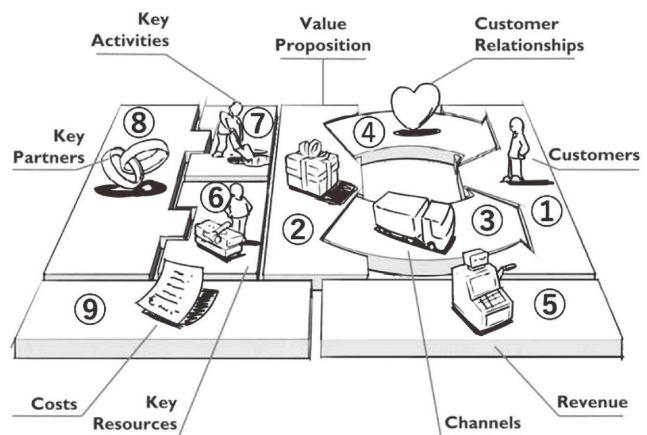 Key
Activities
Value
Proposition
Customer
Relationships
⑧
⑦
④
Key
Partners
Customers
⑥
②
③
①
⑨
⑤
Costs
Key
Resources
Channels
Revenue